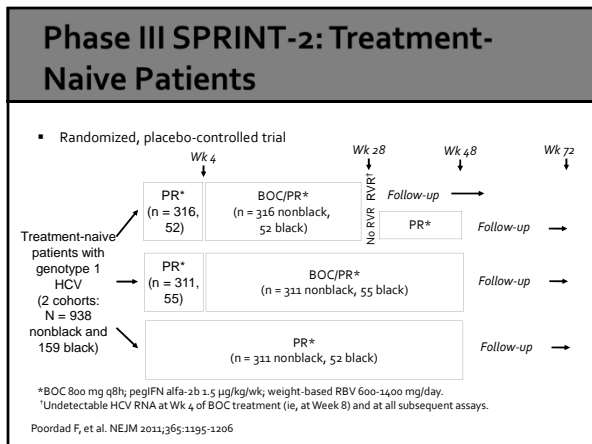 Phase III SPRINT-2: Treatment-
Naive Patients
▪ Randomized, placebo-controlled trial
Wk 4
Wk 28
Wk 48
Wk 72
Treatment-naive
patients with
genotype 1
HCV
(2 cohorts:
N = 938
nonblack and
159 black)
PR*
(n = 316,
52)
BOC/PR*
(n = 316 nonblack,
52 black)
RVR†
No RVR
Follow-up
PR*
Follow-up
PR*
(n = 311,
55)
BOC/PR*
(n = 311 nonblack, 55 black)
Follow-up
PR*
(n = 311 nonblack, 52 black)
Follow-up
*BOC 800 mg q8h; pegIFN alfa-2b 1.5 µg/kg/wk; weight-based RBV 600-1400 mg/day.
†Undetectable HCV RNA at Wk 4 of BOC treatment (ie, at Week 8) and at all subsequent assays.
Poordad F, et al. NEJM 2011;365:1195-1206